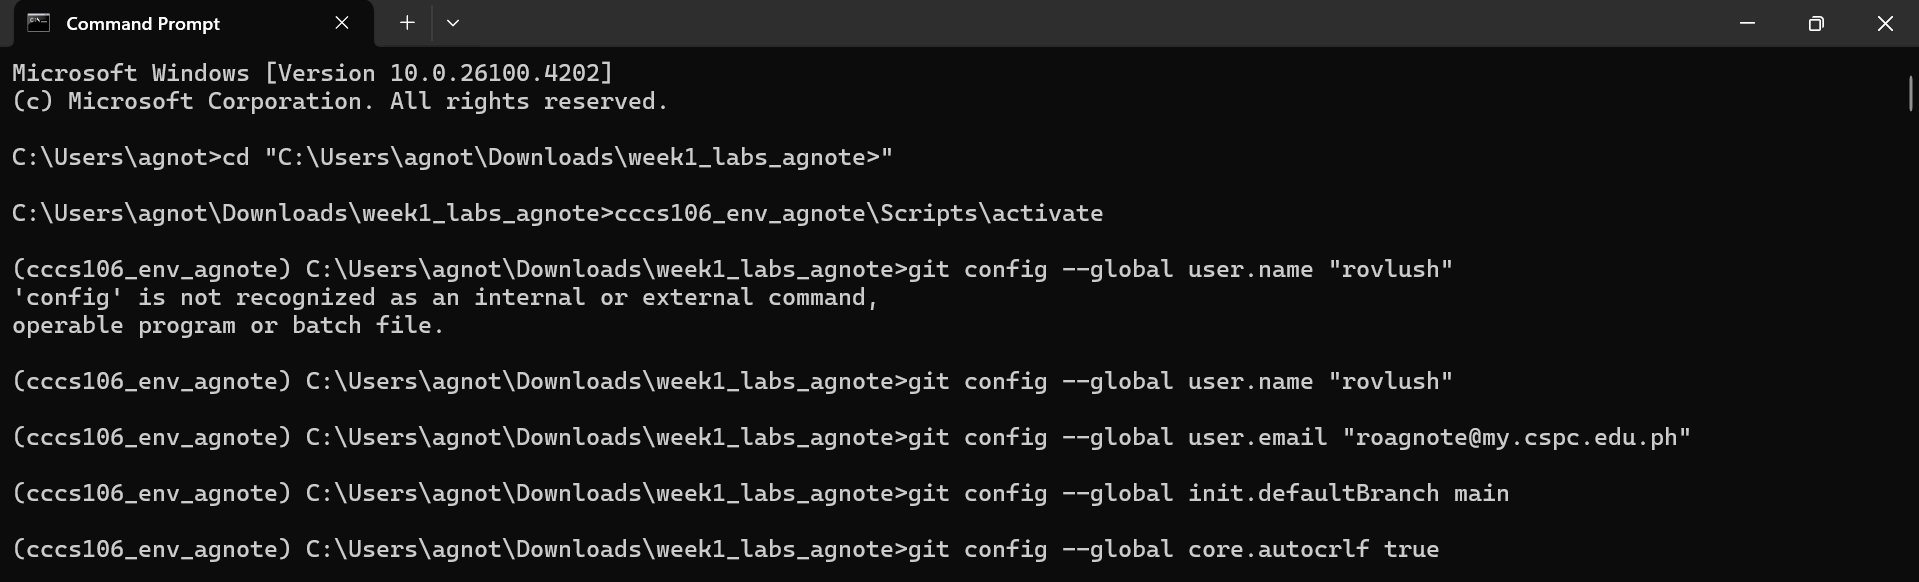 Command Prompt
Microsoft Windows [Version 10.0.26100.4202]
(c) Microsoft Corporation. All rights reserved.
C:\Users\agnot>cd "C:\Users\agnot\Downloads\week1_labs_agnote>"
C:\Users\agnot\Downloads\week1_labs_agnote>cccs106_env_agnote\Scripts\activate
(cccs106_env_agnote) C:\Users\agnot\Downloads\week1_labs_agnote>git config --global user.name "rovlush"
'config' is not recognized as an internal or external command,
operable program or batch file.
(cccs106_env_agnote) C:\Users\agnot\Downloads\week1_labs_agnote>git config --global user.name "rovlush"
(cccs106_env_agnote) C:\Users\agnot\Downloads\week1_labs_agnote>git config --global user.email "roagnote@my.cspc.edu.ph"
(cccs106_env_agnote) C:\Users\agnot\Downloads\week1_labs_agnote>git config --global init.defaultBranch main
(cccs106_env_agnote) C:\Users\agnot\Downloads\week1_labs_agnote>git config --global core.autocrlf true